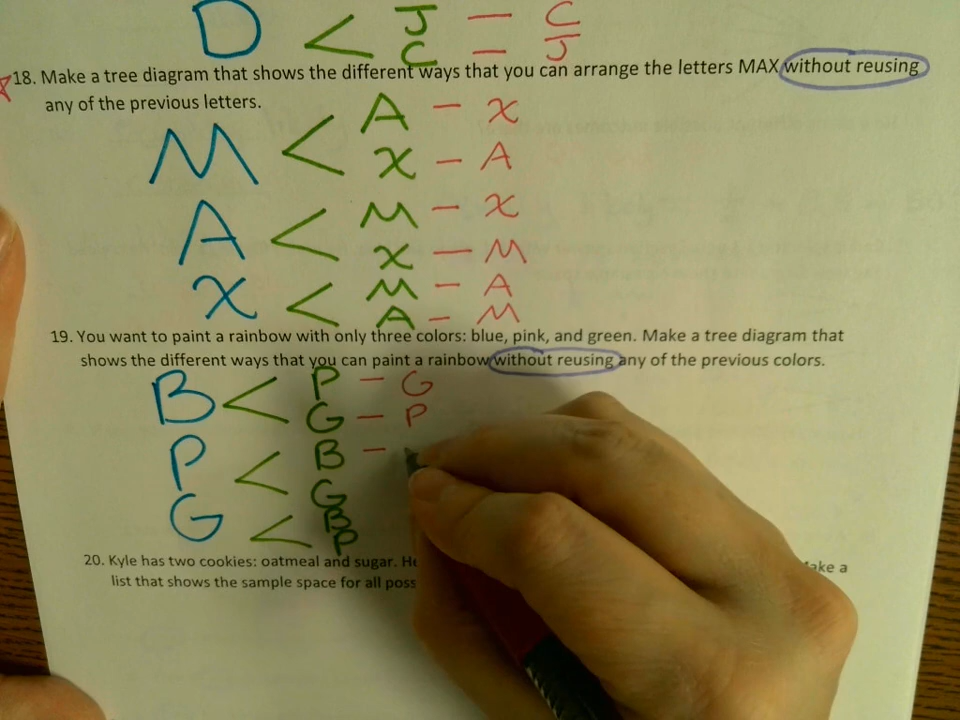 D < J – C
C – J
18. Make a tree diagram that shows the different ways that you can arrange the letters MAX without reusing
any of the previous letters.
M < A – X
X – A
A < M – X
X – M
X < M – A
A – M
19. You want to paint a rainbow with only three colors: blue, pink, and green. Make a tree diagram that
shows the different ways that you can paint a rainbow without reusing any of the previous colors.
B < P – G
G – P
P < B –
G
G < B
P
20. Kyle has two cookies: oatmeal and sugar. a
list that shows the sample space for all